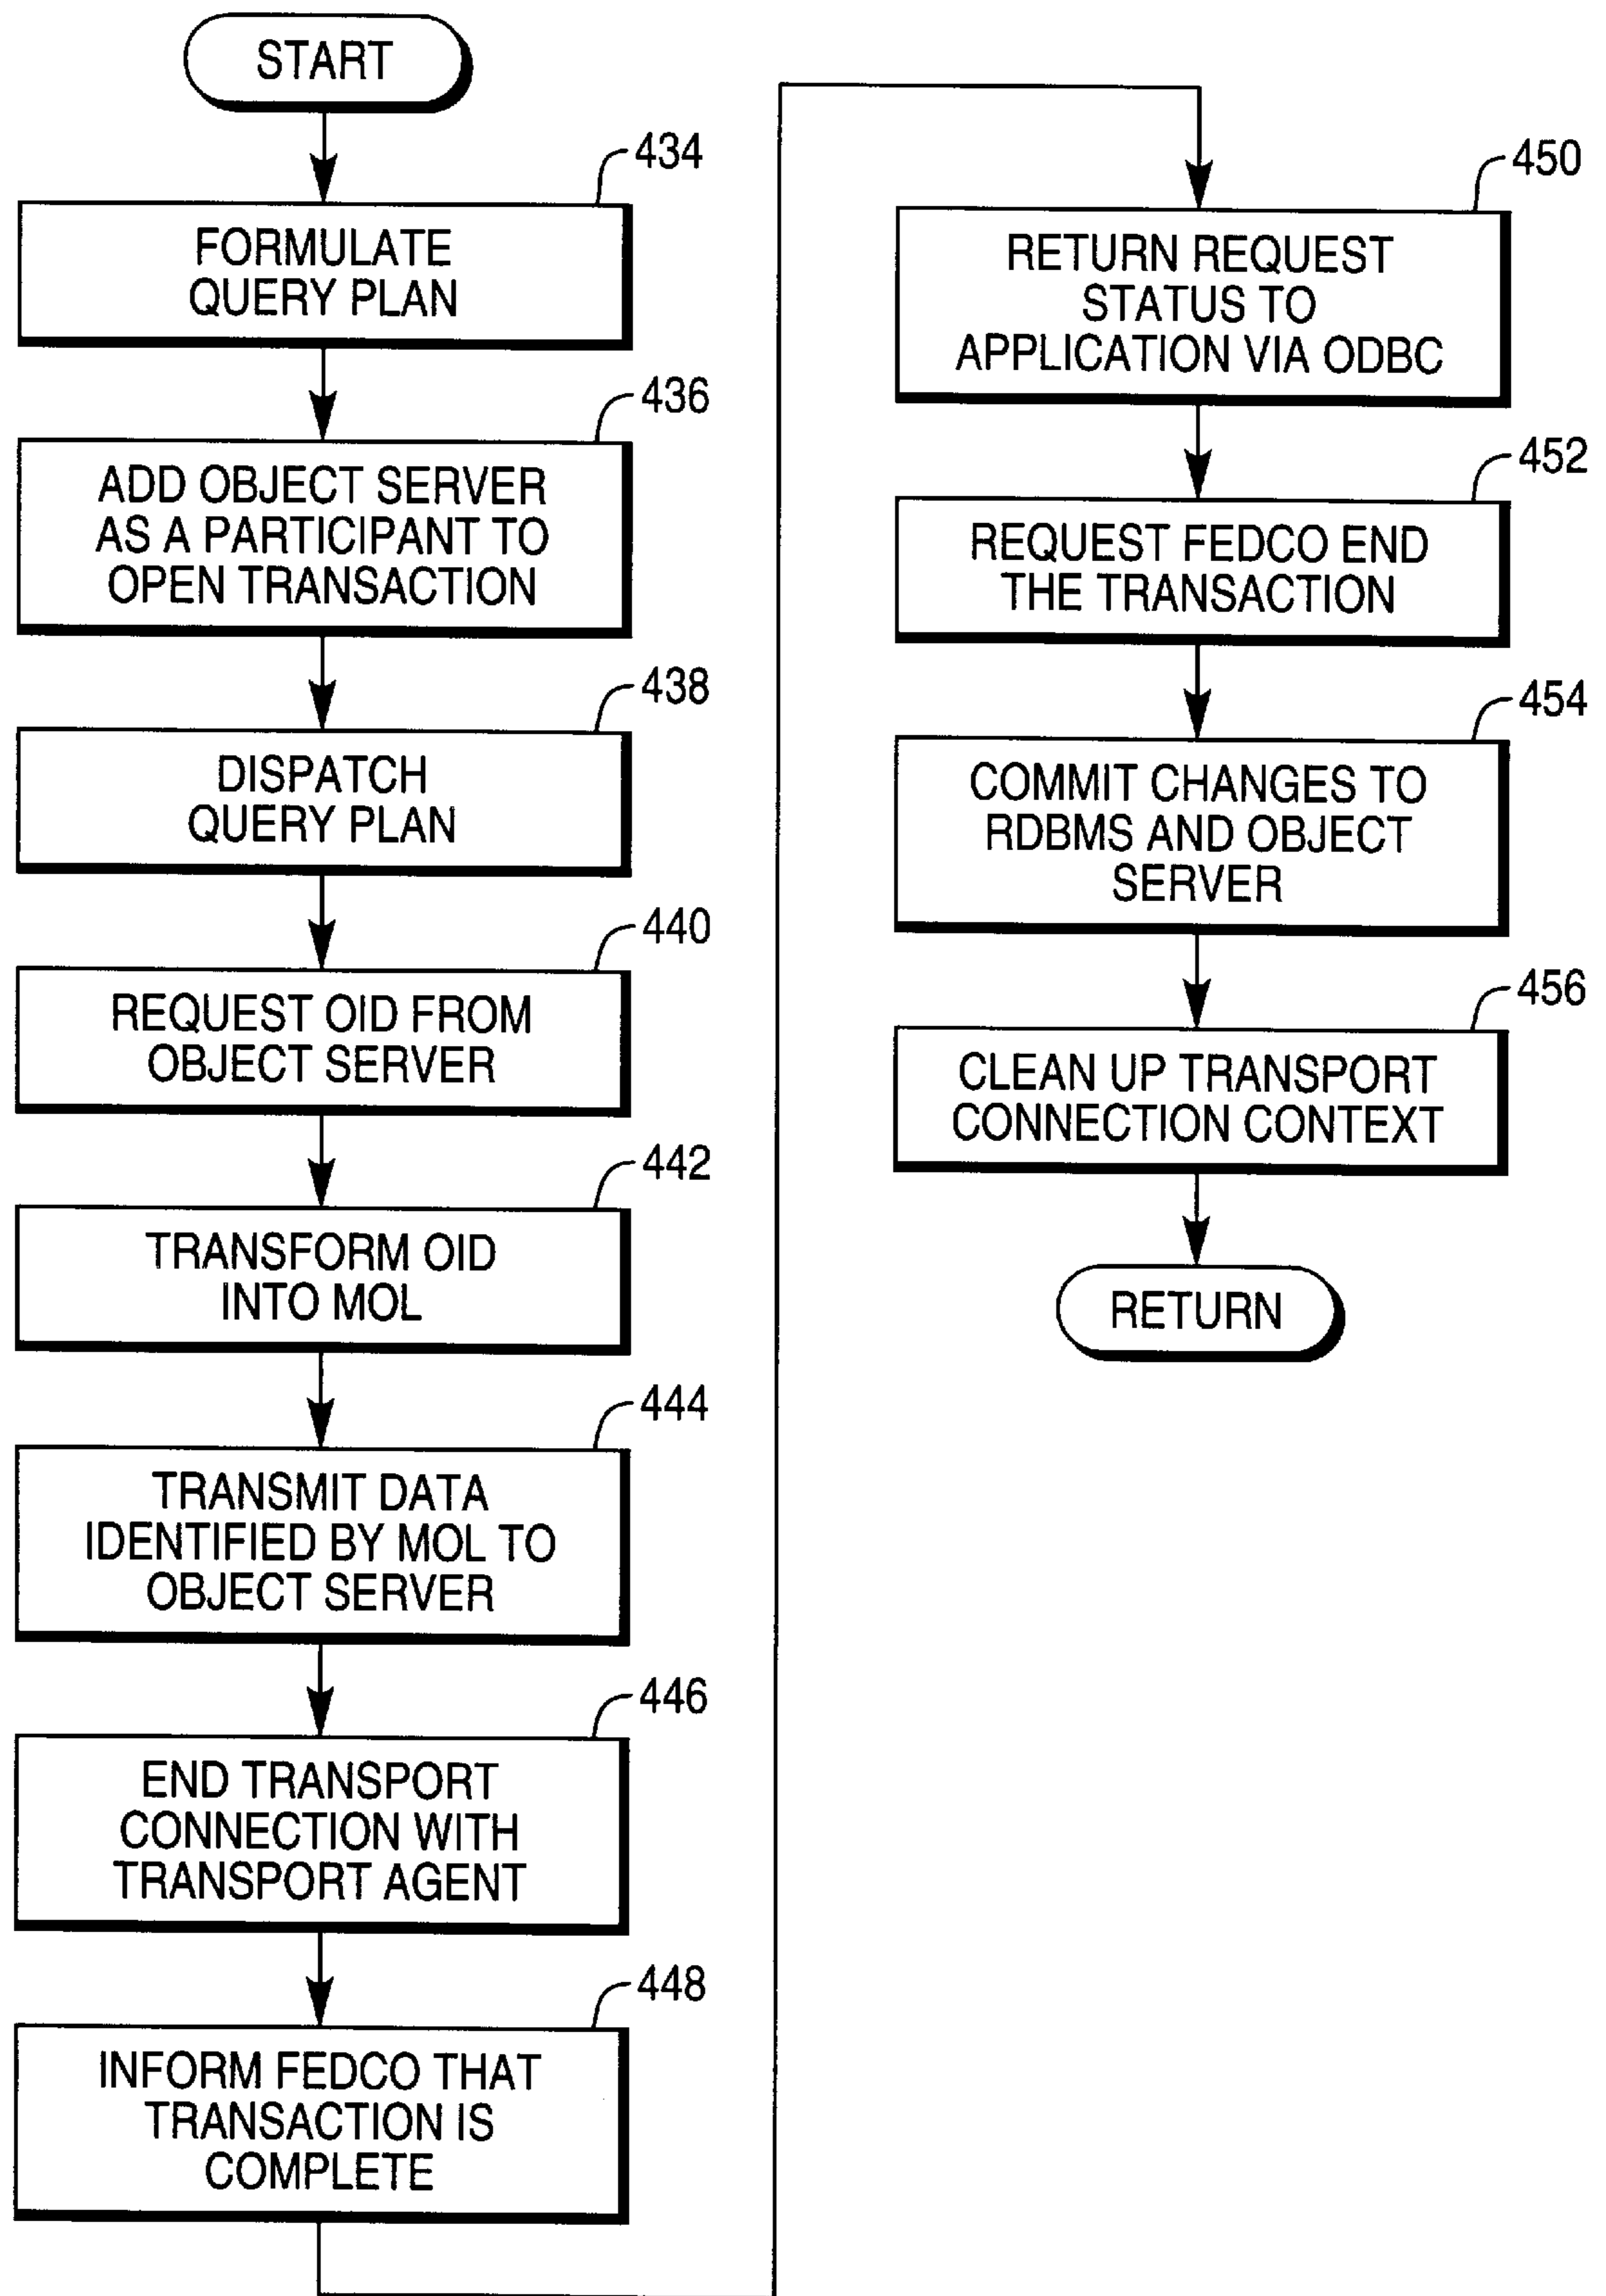 START
434
FORMULATE
QUERY PLAN
436
ADD OBJECT SERVER
AS A PARTICIPANT TO
OPEN TRANSACTION
438
DISPATCH
QUERY PLAN
440
REQUEST OID FROM
OBJECT SERVER
442
TRANSFORM OID
INTO MOL
444
TRANSMIT DATA
IDENTIFIED BY MOL TO
OBJECT SERVER
446
END TRANSPORT
CONNECTION WITH
TRANSPORT AGENT
448
INFORM FEDCO THAT
TRANSACTION IS
COMPLETE
450
RETURN REQUEST
STATUS TO
APPLICATION VIA ODBC
452
REQUEST FEDCO END
THE TRANSACTION
454
COMMIT CHANGES TO
RDBMS AND OBJECT
SERVER
456
CLEAN UP TRANSPORT
CONNECTION CONTEXT
RETURN